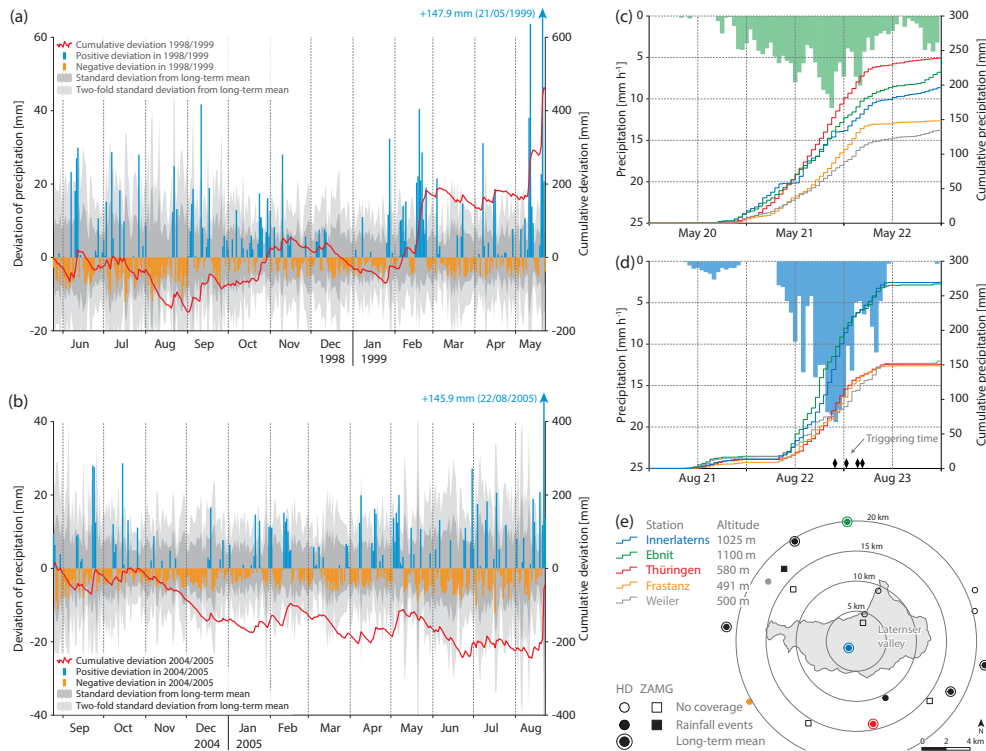 (a)
+147.9 mm (21/05/1999)
60
40
20
0
-20
Deviation of precipitation [mm]
600
400
200
0
-200
Cumulative deviation [mm]
Cumulative deviation 1998/1999
Positive deviation in 1998/1999
Negative deviation in 1998/1999
Standard deviation from long-term mean
Two-fold standard deviation from long-term mean
Jun Jul Aug Sep Oct Nov Dec Jan Feb Mar Apr May
1998 1999
(b)
+145.9 mm (22/08/2005)
40
20
0
-20
-40
Deviation of precipitation [mm]
400
200
0
-200
-400
Cumulative deviation [mm]
Cumulative deviation 2004/2005
Positive deviation in 2004/2005
Negative deviation in 2004/2005
Standard deviation from long-term mean
Two-fold standard deviation from long-term mean
Sep Oct Nov Dec Jan Feb Mar Apr May Jun Jul Aug
2004 2005
(c)
0
5
10
15
20
25
Precipitation [mm h⁻¹]
300
250
200
150
100
50
0
Cumulative precipitation [mm]
May 20 May 21 May 22
(d)
0
5
10
15
20
25
Precipitation [mm h⁻¹]
300
250
200
150
100
50
0
Cumulative precipitation [mm]
Triggering time
Aug 21 Aug 22 Aug 23
(e)
Station Altitude
Innerlaterns 1025 m
Ebnit 1100 m
Thüringen 580 m
Frastanz 491 m
Weiler 500 m
20 km
15 km
10 km
5 km
Laternser
valley
HD ZAMG
No coverage
Rainfall events
Long-term mean
N
0 2 4 km